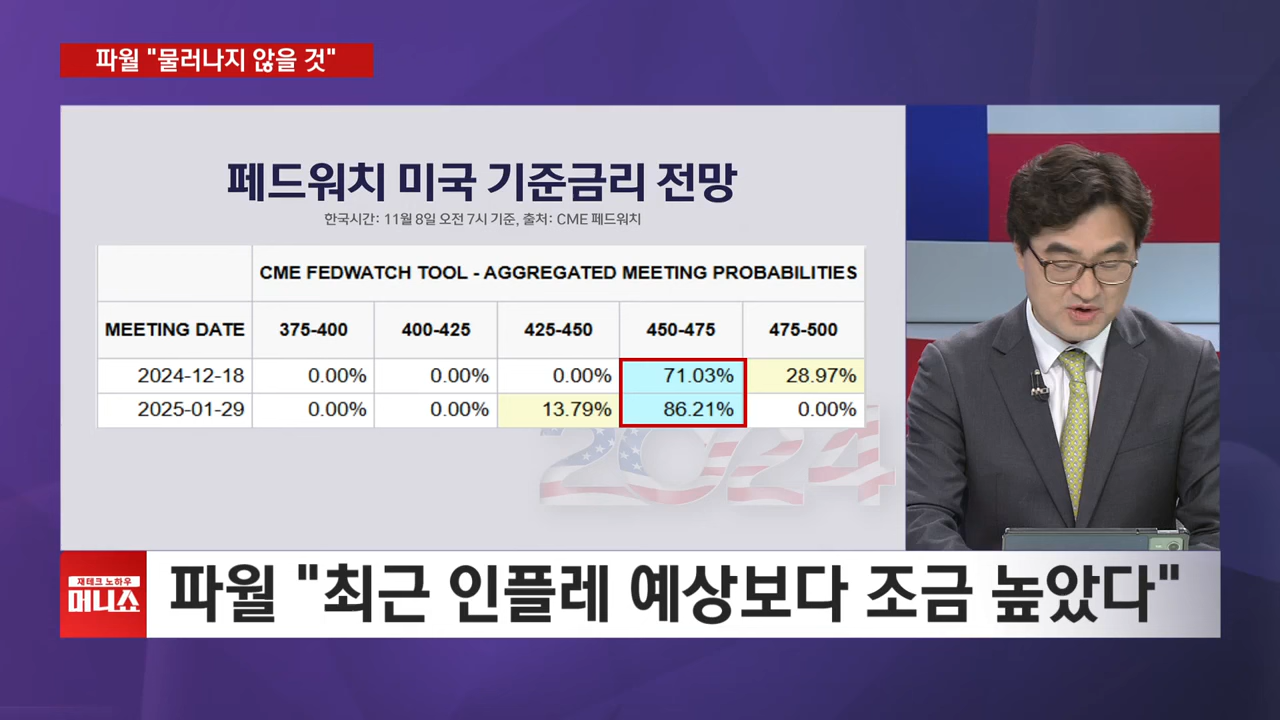 파월 "물러나지 않을 것"
페드워치 미국 기준금리 전망
한국시간: 11월 8일 오전 7시 기준, 출처: CME 페드워치
CME FEDWATCH TOOL - AGGREGATED MEETING PROBABILITIES
MEETING DATE 375-400 400-425 425-450 450-475 475-500
2024-12-18 0.00% 0.00% 0.00% 71.03% 28.97%
2025-01-29 0.00% 0.00% 13.79% 86.21% 0.00%
2024
재테크 노하우
머니쇼
파월 "최근 인플레 예상보다 조금 높았다"